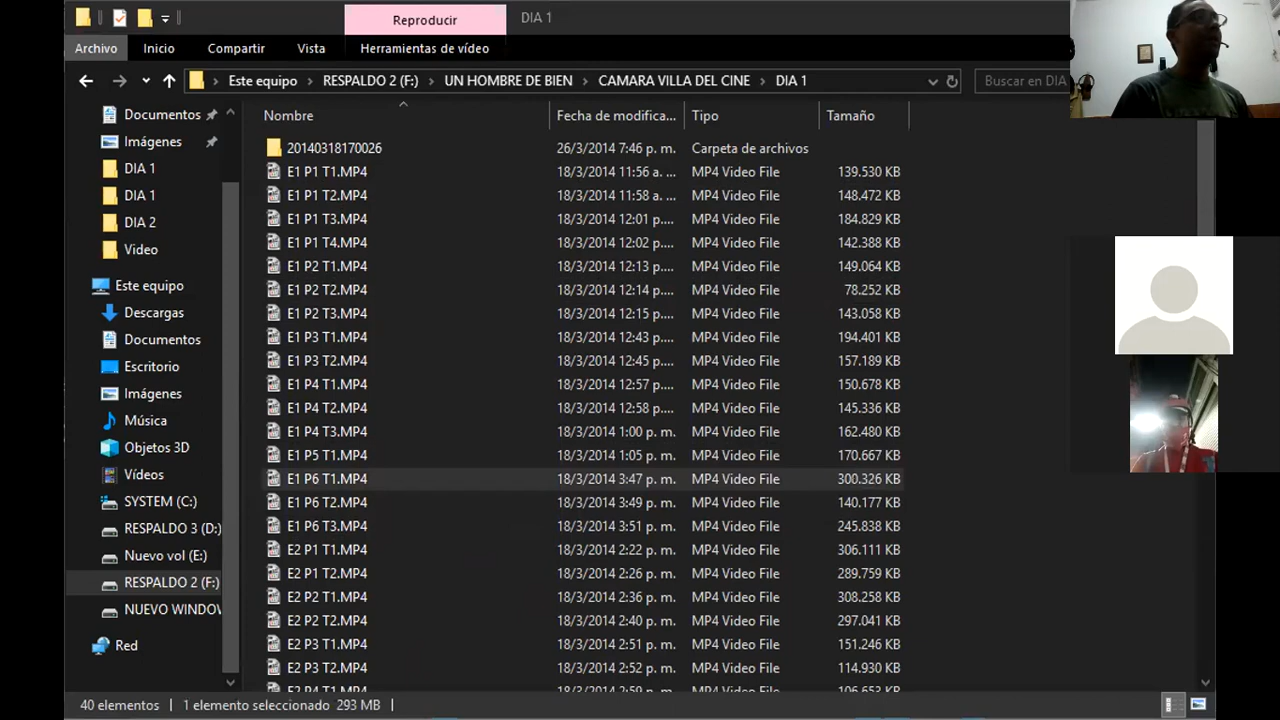 Reproducir
DIA 1
Archivo
Inicio
Compartir
Vista
Herramientas de vídeo
Este equipo
RESPALDO 2 (F:)
UN HOMBRE DE BIEN
CAMARA VILLA DEL CINE
DIA 1
Buscar en DIA
Documentos
Imágenes
DIA 1
DIA 1
DIA 2
Video
Este equipo
Descargas
Documentos
Escritorio
Imágenes
Música
Objetos 3D
Vídeos
SYSTEM (C:)
RESPALDO 3 (D:)
Nuevo vol (E:)
RESPALDO 2 (F:)
NUEVO WINDOV
Red
Nombre Fecha de modifica... Tipo Tamaño
20140318170026 26/3/2014 7:46 p. m. Carpeta de archivos
E1 P1 T1.MP4 18/3/2014 11:56 a. ... MP4 Video File 139.530 KB
E1 P1 T2.MP4 18/3/2014 11:58 a. ... MP4 Video File 148.472 KB
E1 P1 T3.MP4 18/3/2014 12:01 p.... MP4 Video File 184.829 KB
E1 P1 T4.MP4 18/3/2014 12:02 p.... MP4 Video File 142.388 KB
E1 P2 T1.MP4 18/3/2014 12:13 p.... MP4 Video File 149.064 KB
E1 P2 T2.MP4 18/3/2014 12:14 p.... MP4 Video File 78.252 KB
E1 P2 T3.MP4 18/3/2014 12:15 p.... MP4 Video File 143.058 KB
E1 P3 T1.MP4 18/3/2014 12:43 p.... MP4 Video File 194.401 KB
E1 P3 T2.MP4 18/3/2014 12:45 p.... MP4 Video File 157.189 KB
E1 P4 T1.MP4 18/3/2014 12:57 p.... MP4 Video File 150.678 KB
E1 P4 T2.MP4 18/3/2014 12:58 p.... MP4 Video File 145.336 KB
E1 P4 T3.MP4 18/3/2014 1:00 p. m. MP4 Video File 162.480 KB
E1 P5 T1.MP4 18/3/2014 1:05 p. m. MP4 Video File 170.667 KB
E1 P6 T1.MP4 18/3/2014 3:47 p. m. MP4 Video File 300.326 KB
E1 P6 T2.MP4 18/3/2014 3:49 p. m. MP4 Video File 140.177 KB
E1 P6 T3.MP4 18/3/2014 3:51 p. m. MP4 Video File 245.838 KB
E2 P1 T1.MP4 18/3/2014 2:22 p. m. MP4 Video File 306.111 KB
E2 P1 T2.MP4 18/3/2014 2:26 p. m. MP4 Video File 289.759 KB
E2 P2 T1.MP4 18/3/2014 2:36 p. m. MP4 Video File 308.258 KB
E2 P2 T2.MP4 18/3/2014 2:40 p. m. MP4 Video File 297.041 KB
E2 P3 T1.MP4 18/3/2014 2:51 p. m. MP4 Video File 151.246 KB
E2 P3 T2.MP4 18/3/2014 2:52 p. m. MP4 Video File 114.930 KB
E2 P4 T1.MP4 18/3/2014 2:59 p. m. MP4 Video File 106.653 KB
40 elementos
1 elemento seleccionado 293 MB